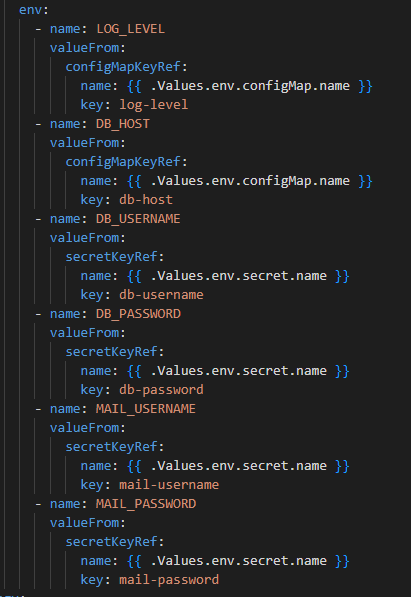 env:
- name: LOG_LEVEL
valueFrom:
configMapKeyRef:
name: {{ .Values.env.configMap.name }}
key: log-level
- name: DB_HOST
valueFrom:
configMapKeyRef:
name: {{ .Values.env.configMap.name }}
key: db-host
- name: DB_USERNAME
valueFrom:
secretKeyRef:
name: {{ .Values.env.secret.name }}
key: db-username
- name: DB_PASSWORD
valueFrom:
secretKeyRef:
name: {{ .Values.env.secret.name }}
key: db-password
- name: MAIL_USERNAME
valueFrom:
secretKeyRef:
name: {{ .Values.env.secret.name }}
key: mail-username
- name: MAIL_PASSWORD
valueFrom:
secretKeyRef:
name: {{ .Values.env.secret.name }}
key: mail-password